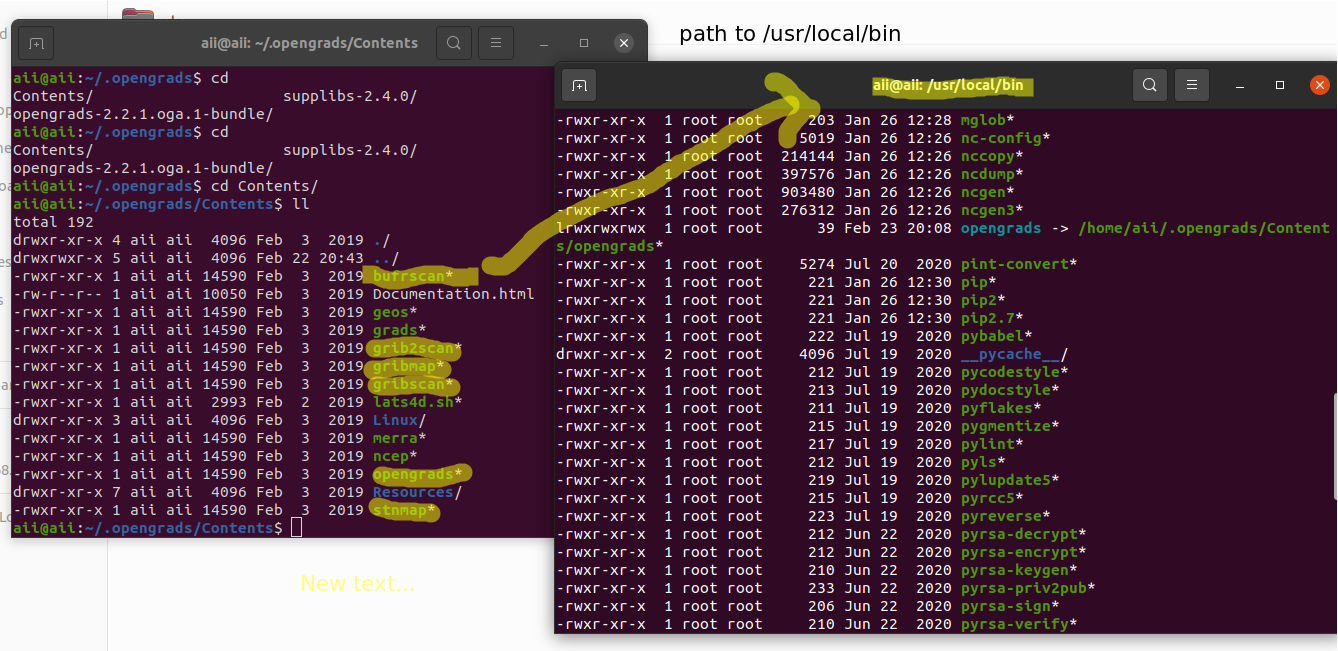 path to /usr/local/bin
aii@aii: ~/.opengrads/Contents
aii@aii:~/.opengrads$ cd
Contents/ supplibs-2.4.0/
opengrads-2.2.1.oga.1-bundle/
aii@aii:~/.opengrads$ cd
Contents/ supplibs-2.4.0/
opengrads-2.2.1.oga.1-bundle/
aii@aii:~/.opengrads$ cd Contents/
aii@aii:~/.opengrads/Contents$ ll
total 192
drwxr-xr-x 4 aii aii 4096 Feb 3 2019 ./
drwxrwxr-x 5 aii aii 4096 Feb 22 20:43 ../
-rwxr-xr-x 1 aii aii 14590 Feb 3 2019 bufrscan*
-rw-r--r-- 1 aii aii 10050 Feb 3 2019 Documentation.html
-rwxr-xr-x 1 aii aii 14590 Feb 3 2019 geos*
-rwxr-xr-x 1 aii aii 14590 Feb 3 2019 grads*
-rwxr-xr-x 1 aii aii 14590 Feb 3 2019 grib2scan*
-rwxr-xr-x 1 aii aii 14590 Feb 3 2019 gribmap*
-rwxr-xr-x 1 aii aii 14590 Feb 3 2019 gribscan*
-rwxr-xr-x 1 aii aii 2993 Feb 2 2019 lats4d.sh*
drwxr-xr-x 3 aii aii 4096 Feb 3 2019 Linux/
-rwxr-xr-x 1 aii aii 14590 Feb 3 2019 merra*
-rwxr-xr-x 1 aii aii 14590 Feb 3 2019 ncep*
-rwxr-xr-x 1 aii aii 14590 Feb 3 2019 opengrads*
drwxr-xr-x 7 aii aii 4096 Feb 3 2019 Resources/
-rwxr-xr-x 1 aii aii 14590 Feb 3 2019 stnmap*
aii@aii:~/.opengrads/Contents$
New text...
aii@aii: /usr/local/bin
-rwxr-xr-x 1 root root 203 Jan 26 12:28 mglob*
-rwxr-xr-x 1 root root 5019 Jan 26 12:26 nc-config*
-rwxr-xr-x 1 root root 214144 Jan 26 12:26 nccopy*
-rwxr-xr-x 1 root root 397576 Jan 26 12:26 ncdump*
-rwxr-xr-x 1 root root 903480 Jan 26 12:26 ncgen*
-rwxr-xr-x 1 root root 276312 Jan 26 12:26 ncgen3*
lrwxrwxrwx 1 root root 39 Feb 23 20:08 opengrads -> /home/aii/.opengrads/Content
s/opengrads*
-rwxr-xr-x 1 root root 5274 Jul 20 2020 pint-convert*
-rwxr-xr-x 1 root root 221 Jan 26 12:30 pip*
-rwxr-xr-x 1 root root 221 Jan 26 12:30 pip2*
-rwxr-xr-x 1 root root 221 Jan 26 12:30 pip2.7*
-rwxr-xr-x 1 root root 222 Jul 19 2020 pybabel*
drwxr-xr-x 2 root root 4096 Jul 19 2020 __pycache__/
-rwxr-xr-x 1 root root 212 Jul 19 2020 pycodestyle*
-rwxr-xr-x 1 root root 213 Jul 19 2020 pydocstyle*
-rwxr-xr-x 1 root root 211 Jul 19 2020 pyflakes*
-rwxr-xr-x 1 root root 215 Jul 19 2020 pygmentize*
-rwxr-xr-x 1 root root 217 Jul 19 2020 pylint*
-rwxr-xr-x 1 root root 212 Jul 19 2020 pyls*
-rwxr-xr-x 1 root root 219 Jul 19 2020 pylupdate5*
-rwxr-xr-x 1 root root 215 Jul 19 2020 pyrcc5*
-rwxr-xr-x 1 root root 223 Jul 19 2020 pyreverse*
-rwxr-xr-x 1 root root 212 Jun 22 2020 pyrsa-decrypt*
-rwxr-xr-x 1 root root 212 Jun 22 2020 pyrsa-encrypt*
-rwxr-xr-x 1 root root 210 Jun 22 2020 pyrsa-keygen*
-rwxr-xr-x 1 root root 233 Jun 22 2020 pyrsa-priv2pub*
-rwxr-xr-x 1 root root 206 Jun 22 2020 pyrsa-sign*
-rwxr-xr-x 1 root root 210 Jun 22 2020 pyrsa-verify*